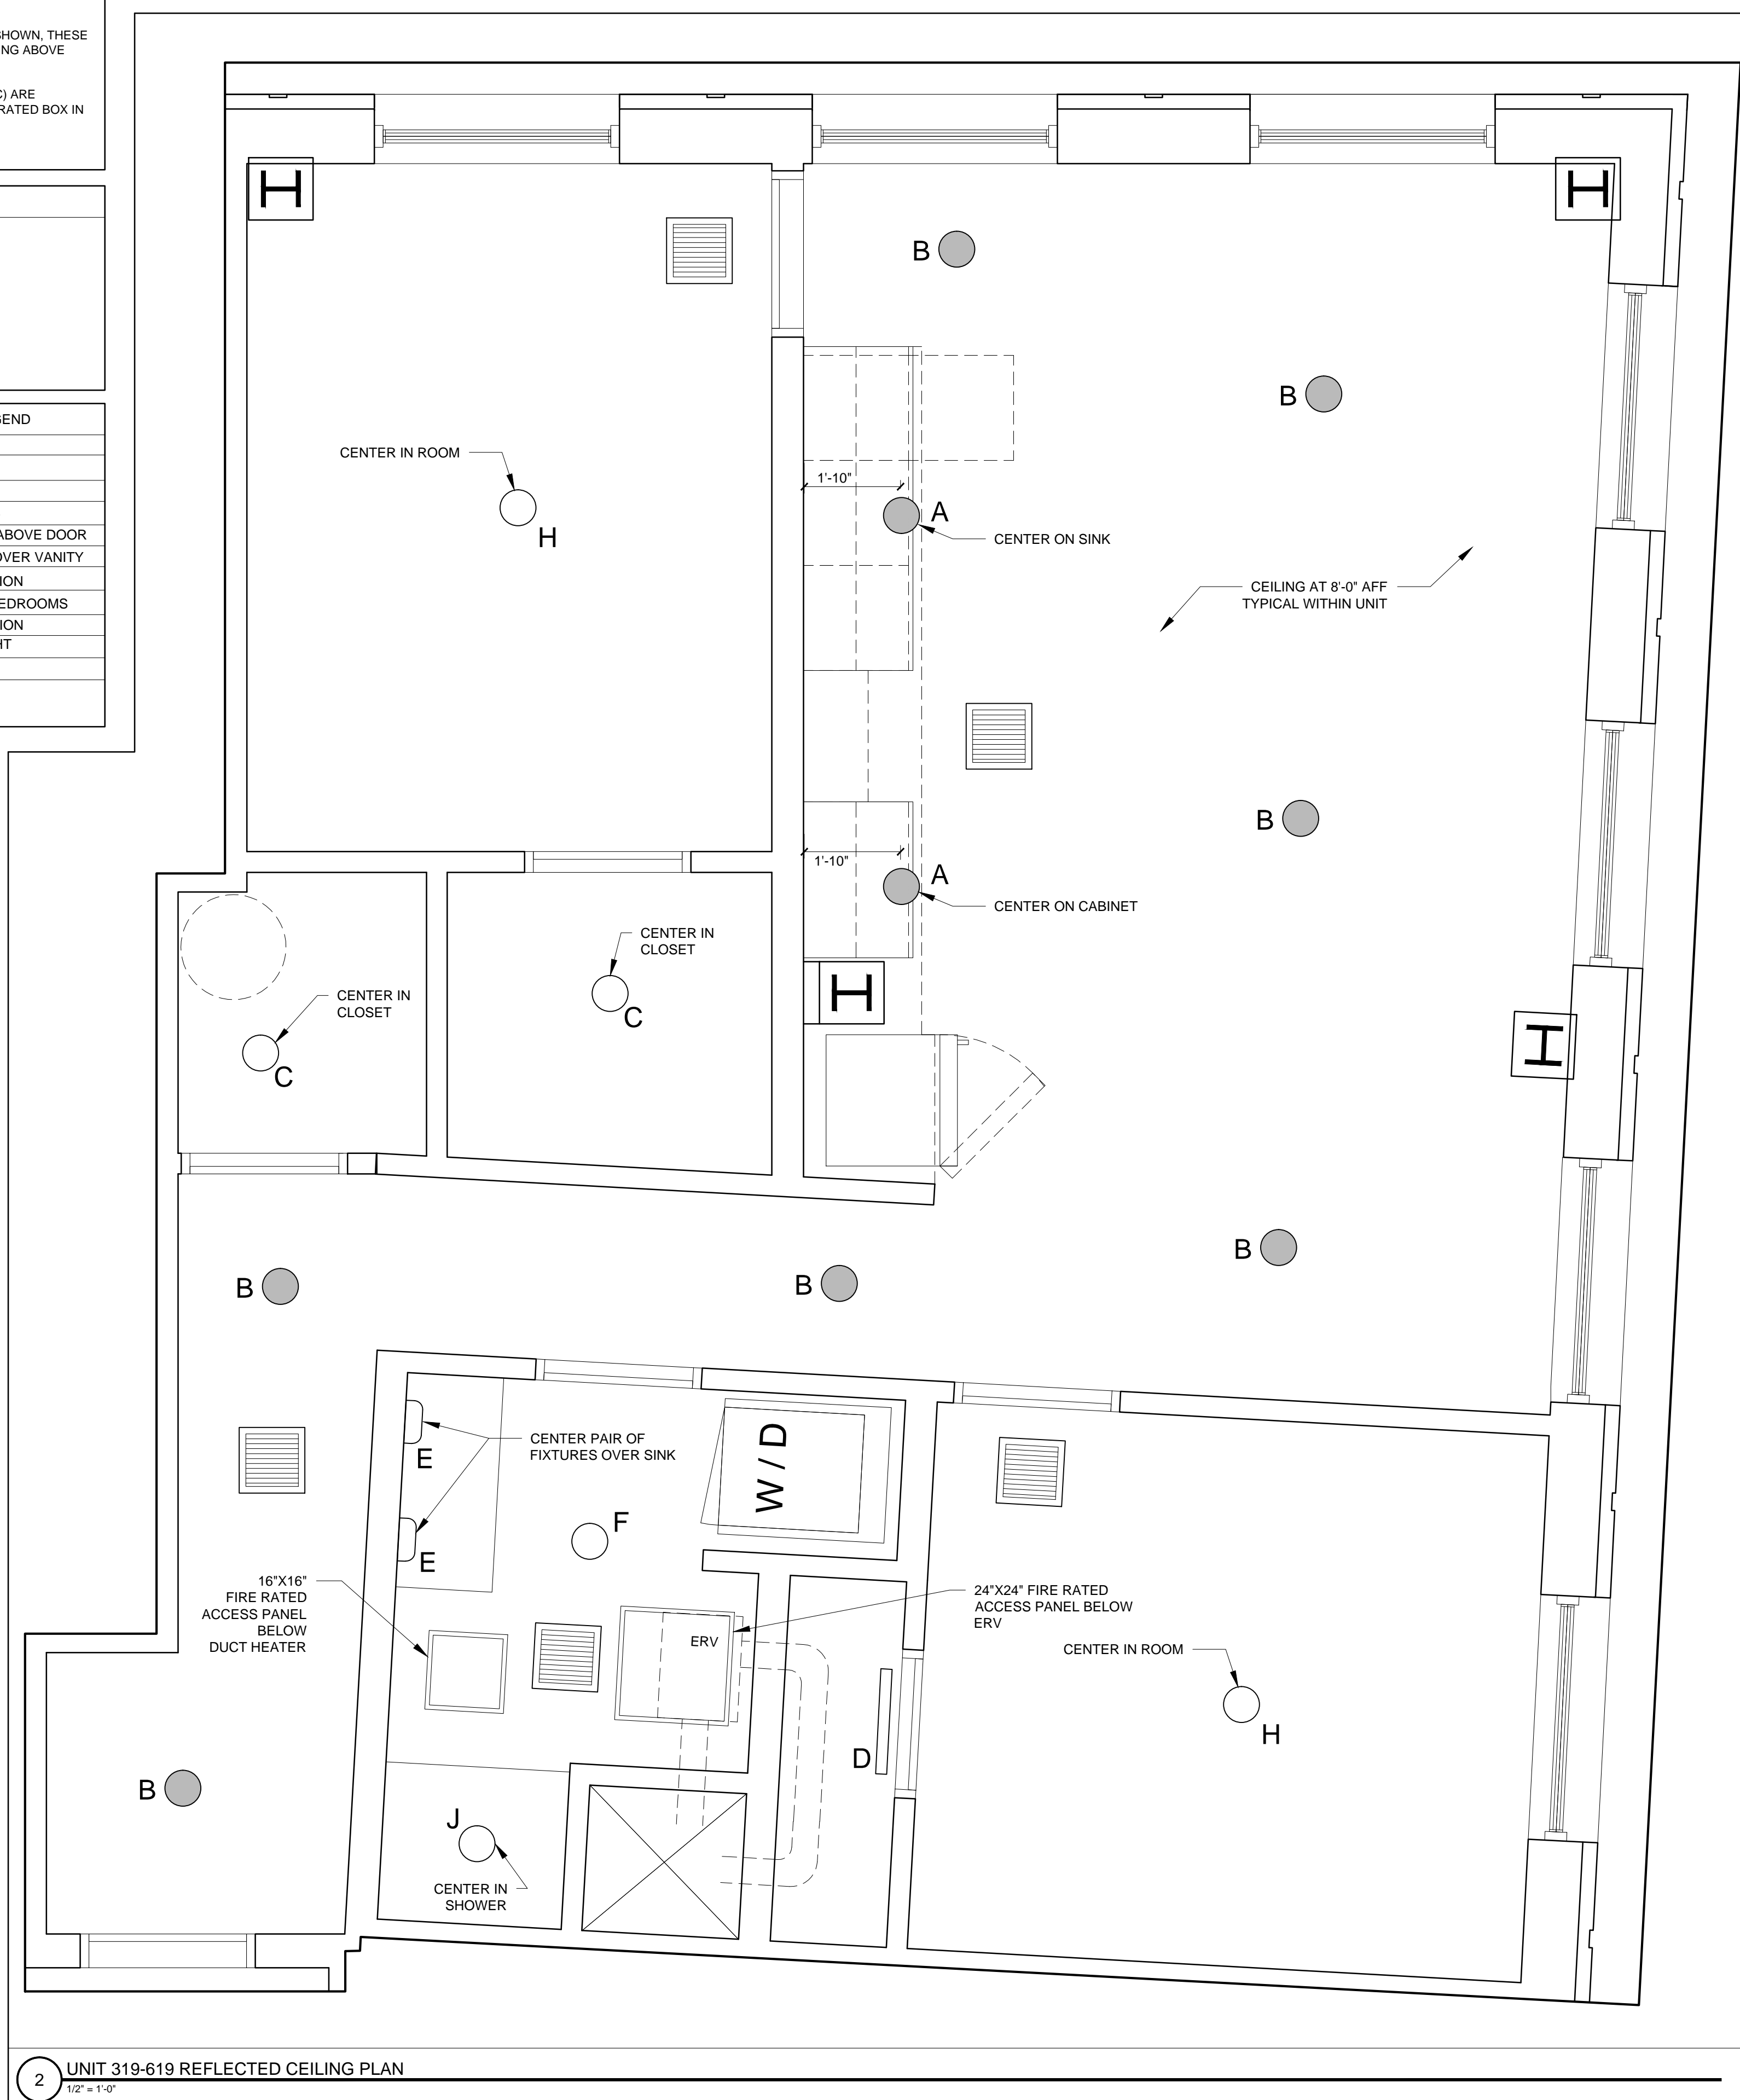 SHOWN, THESE
NG ABOVE
C) ARE
RATED BOX IN
GEND
ABOVE DOOR
OVER VANITY
ION
EDROOMS
ION
HT
H
H
B
B
CENTER IN ROOM
H
1'-10"
A
CENTER ON SINK
CEILING AT 8'-0" AFF
TYPICAL WITHIN UNIT
B
1'-10"
A
CENTER ON CABINET
CENTER IN
CLOSET
C
CENTER IN
CLOSET
C
H
H
B
B
B
CENTER PAIR OF
FIXTURES OVER SINK
E
E
W / D
F
16"X16"
FIRE RATED
ACCESS PANEL
BELOW
DUCT HEATER
ERV
24"X24" FIRE RATED
ACCESS PANEL BELOW
ERV
CENTER IN ROOM
H
D
B
J
CENTER IN
SHOWER
2
UNIT 319-619 REFLECTED CEILING PLAN
1/2" = 1'-0"